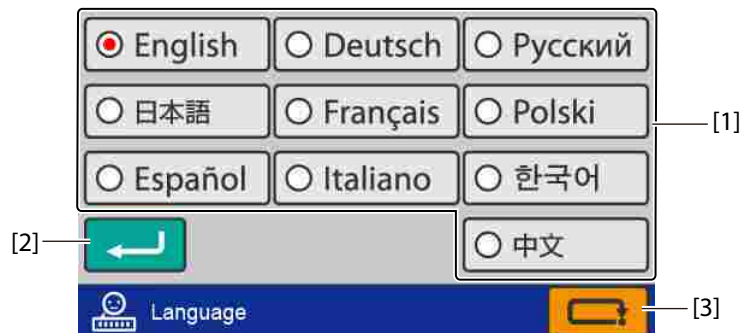 English Deutsch Русский
日本語 Français Polski
[1]
Español Italiano 한국어
[2] 中文
Language [3]